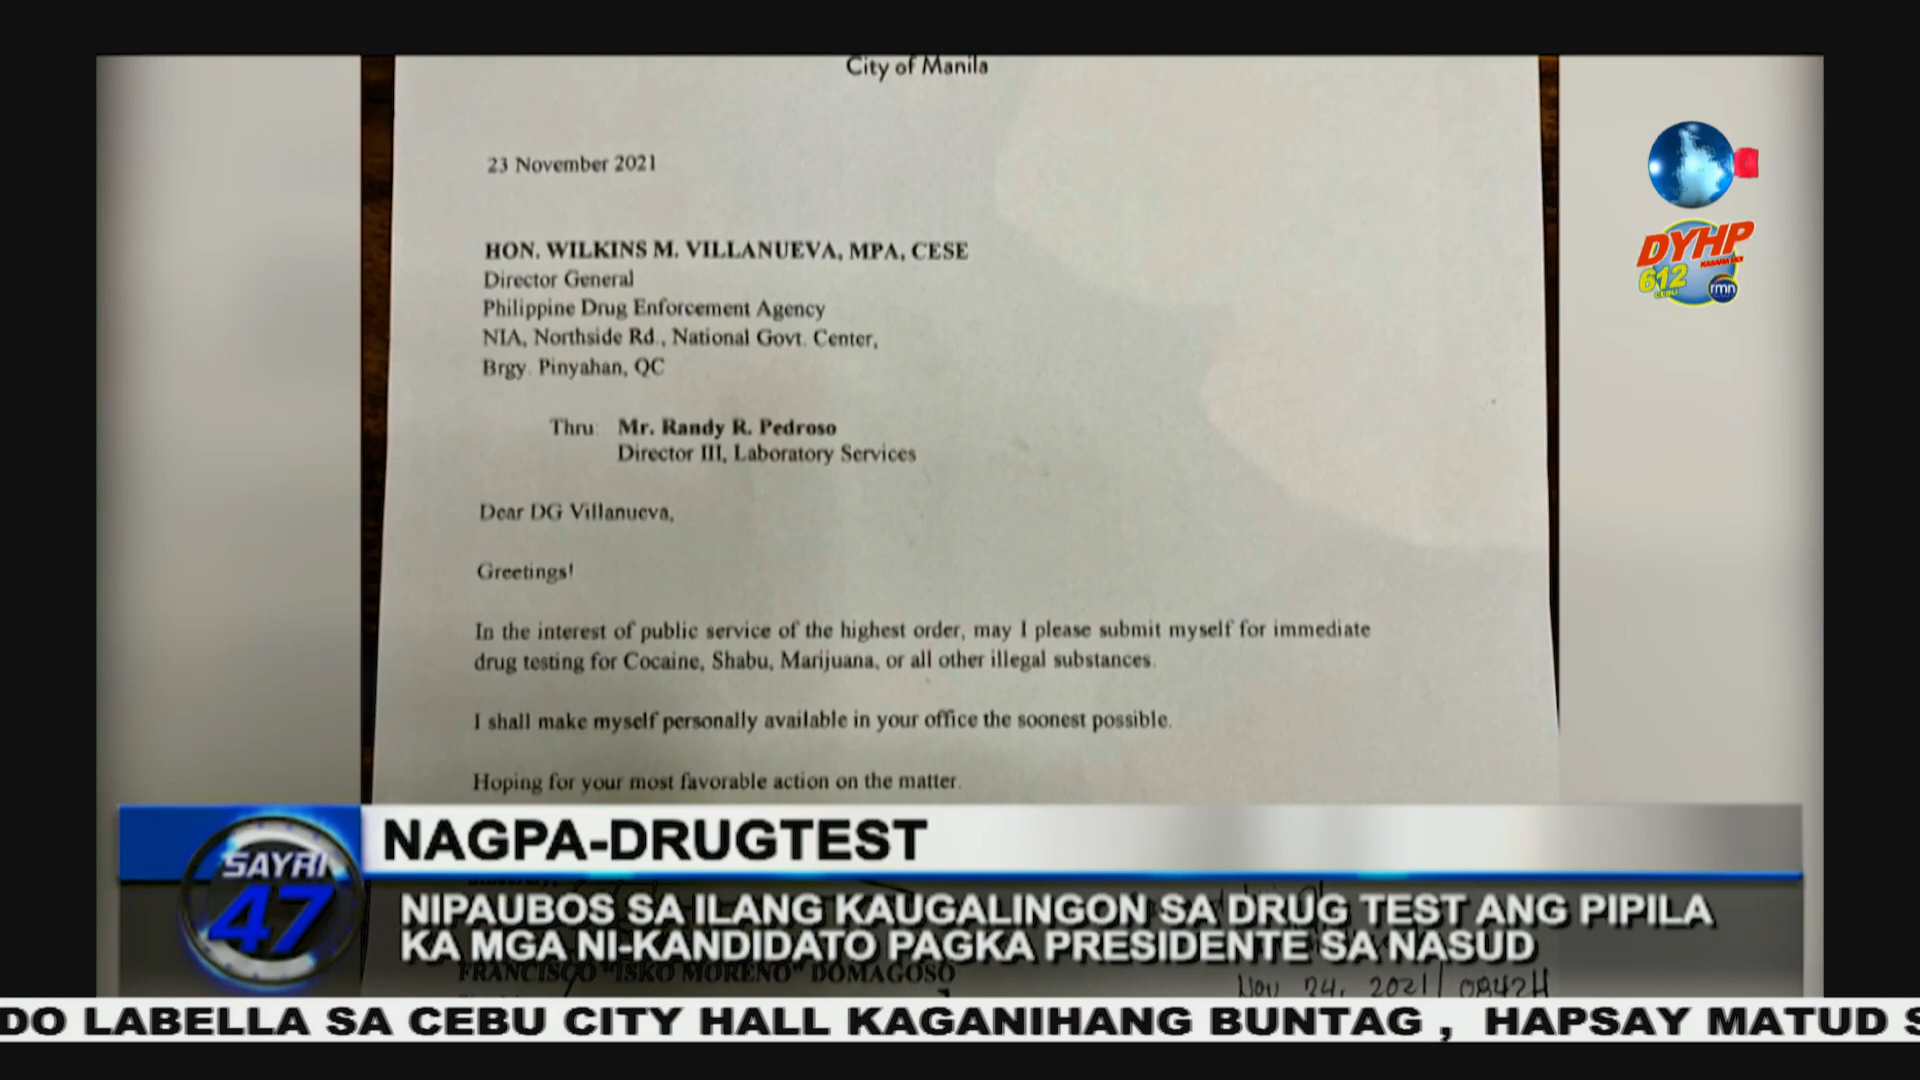 City of Manila
23 November 2021
HON. WILKINS M. VILLANUEVA, MPA, CESE
Director General
Philippine Drug Enforcement Agency
NIA, Northside Rd., National Govt. Center,
Brgy. Pinyahan, QC
Thru: Mr. Randy R. Pedroso
Director III, Laboratory Services
Dear DG Villanueva,
Greetings!
In the interest of public service of the highest order, may I please submit myself for immediate
drug testing for Cocaine, Shabu, Marijuana, or all other illegal substances.
I shall make myself personally available in your office the soonest possible.
Hoping for your most favorable action on the matter.
FRANCISCO "ISKO MORENO" DOMAGOSO
Nov 24, 2021 / 0842H
DYHP
612
CEBU
rmn
SAYRI
47
NAGPA-DRUGTEST
NIPAUBOS SA ILANG KAUGALINGON SA DRUG TEST ANG PIPILA
KA MGA NI-KANDIDATO PAGKA PRESIDENTE SA NASUD
DO LABELLA SA CEBU CITY HALL KAGANIHANG BUNTAG , HAPSAY MATUD S